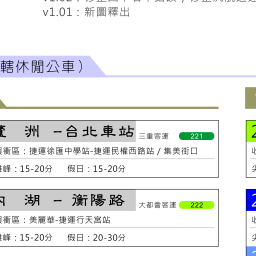 v1.01：新圖釋出
轄休閒公車）
洲 -台北車站 三重客運 221
衝區：捷運徐匯中學站-捷運民權西路站 / 集美街口
峰：15-20分 假日：15-20分
湖 - 衡陽路 大都會客運 222
衝區：美麗華-捷運行天宮站
峰：15-20分 假日：20-30分